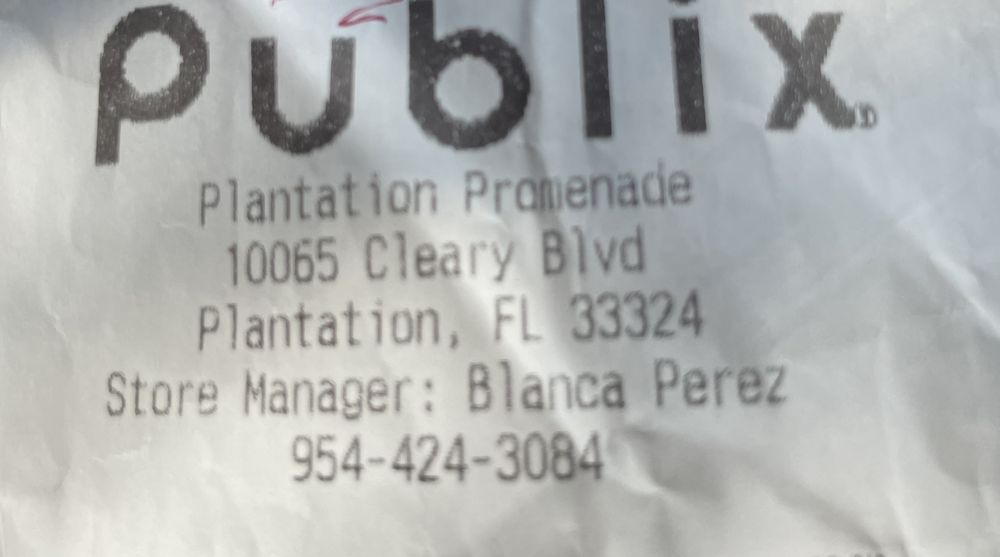 Publix
Plantation Promenade
10065 Cleary Blvd
Plantation, FL 33324
Store Manager: Blanca Perez
954-424-3084